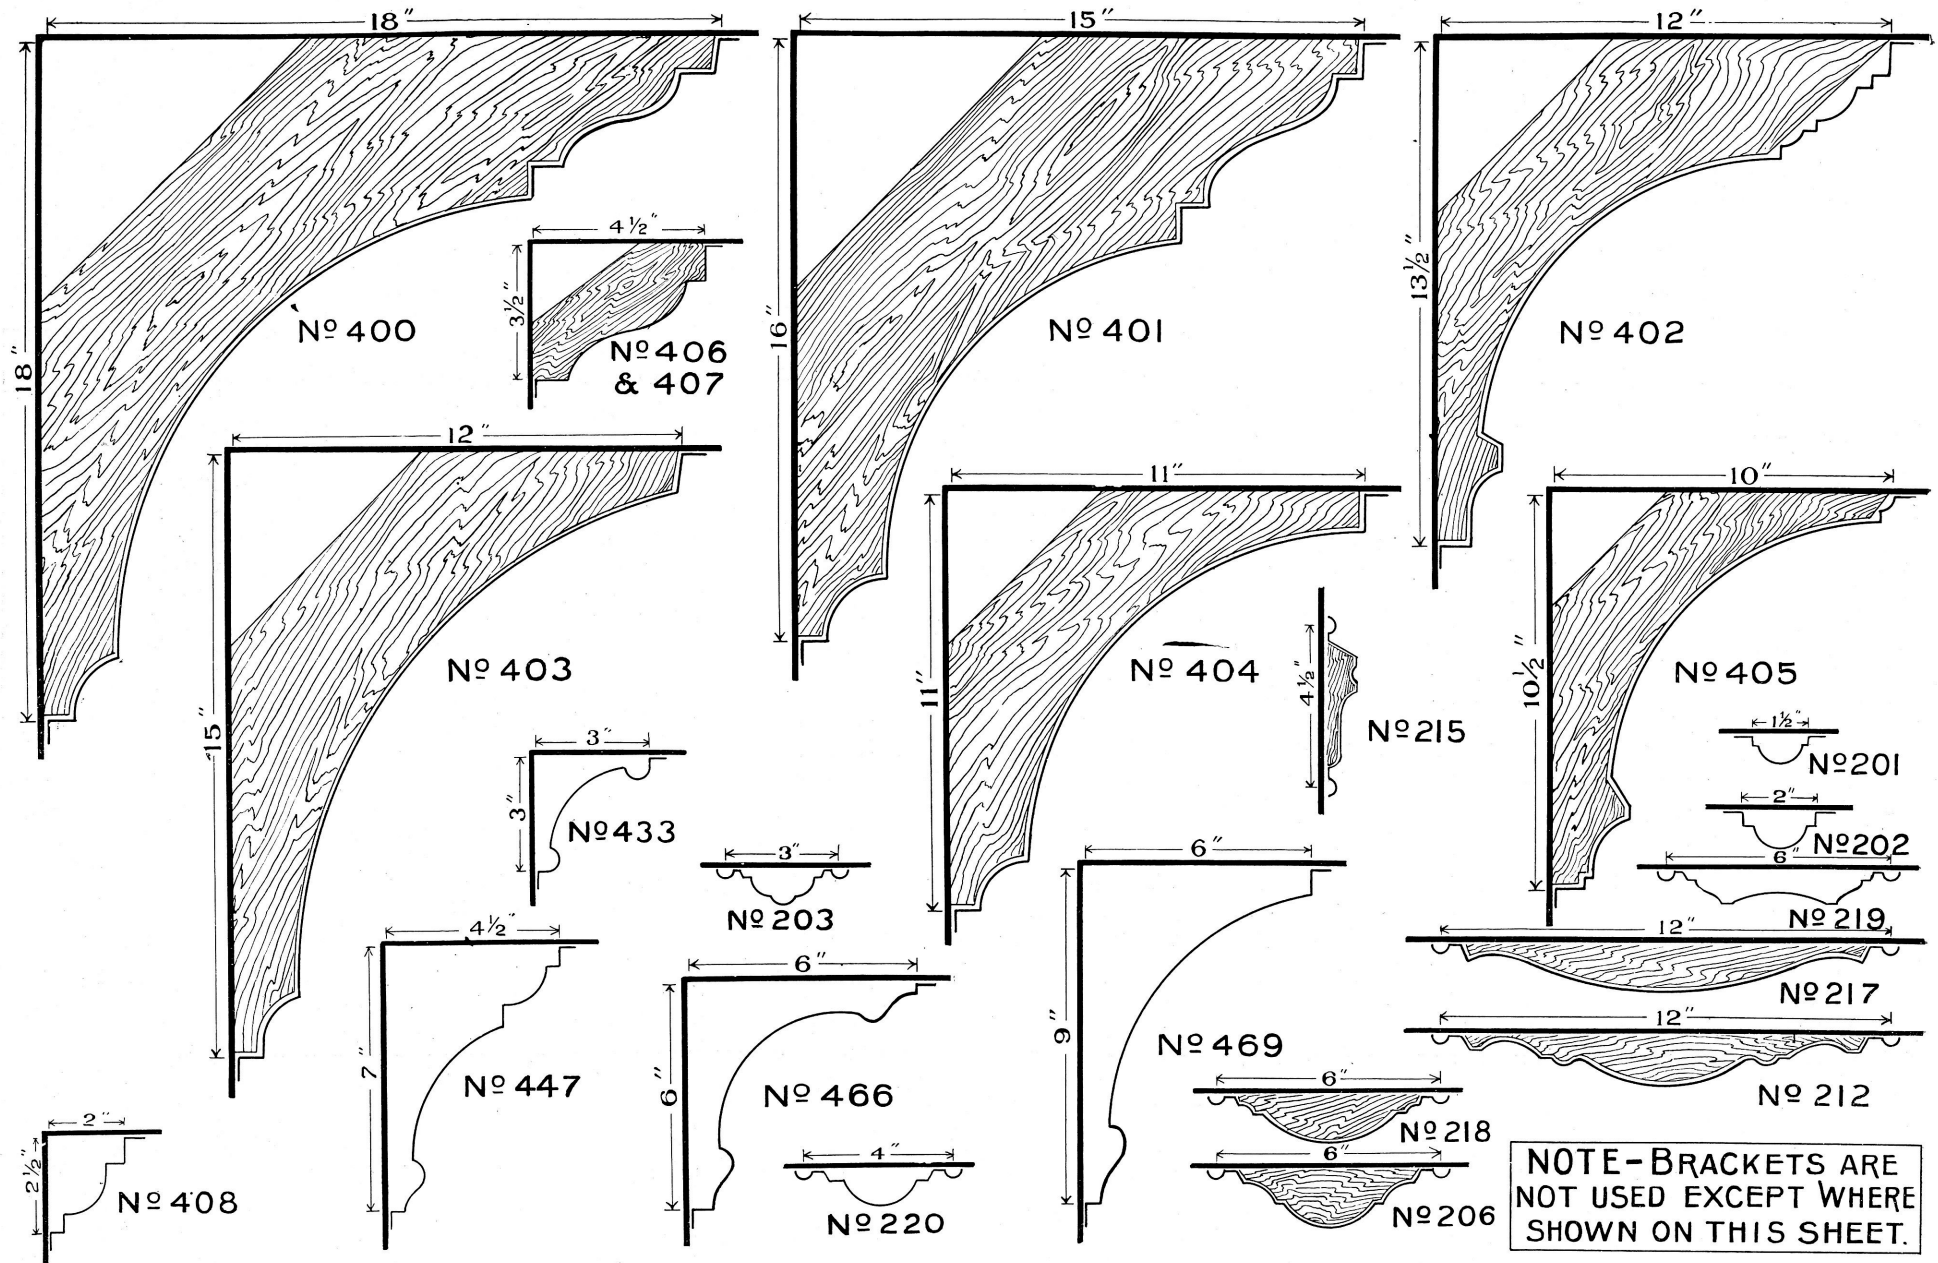 18"
18"
Nº 400
4½"
3½"
Nº 406
& 407
15"
16"
Nº 401
12"
13½"
Nº 402
12"
15"
Nº 403
11"
11"
Nº 404
4½"
Nº 215
10"
10½"
Nº 405
1½"
Nº 201
2"
Nº 202
6"
Nº 219
3"
3"
Nº 433
3"
Nº 203
12"
Nº 217
12"
Nº 212
4½"
7"
Nº 447
6"
6"
Nº 466
4"
Nº 220
6"
9"
Nº 469
6"
Nº 218
6"
Nº 206
2"
2½"
Nº 408
NOTE-BRACKETS ARE
NOT USED EXCEPT WHERE
SHOWN ON THIS SHEET.